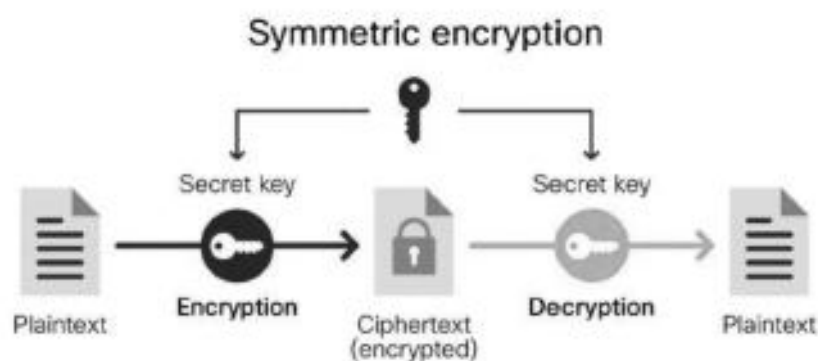 Symmetric encryption
Secret key
Secret key
Encryption
Decryption
Plaintext
Ciphertext
(encrypted)
Plaintext